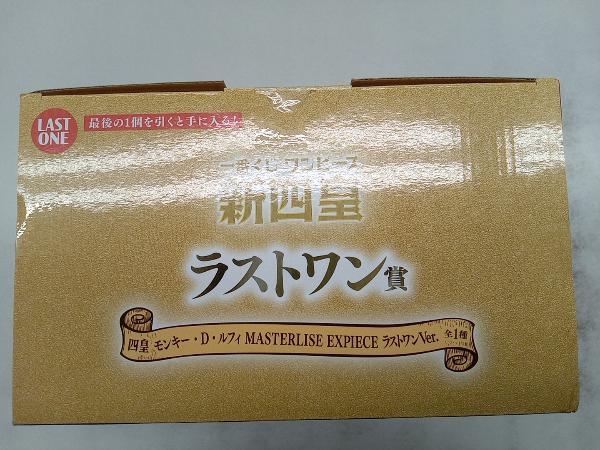 LAST
ONE
最後の1個を引くと手に入る!
一番くじ ワンピース
新四皇
ラストワン賞
四皇 モンキー・D・ルフィ MASTERLISE EXPIECE ラストワンVer. 全1種